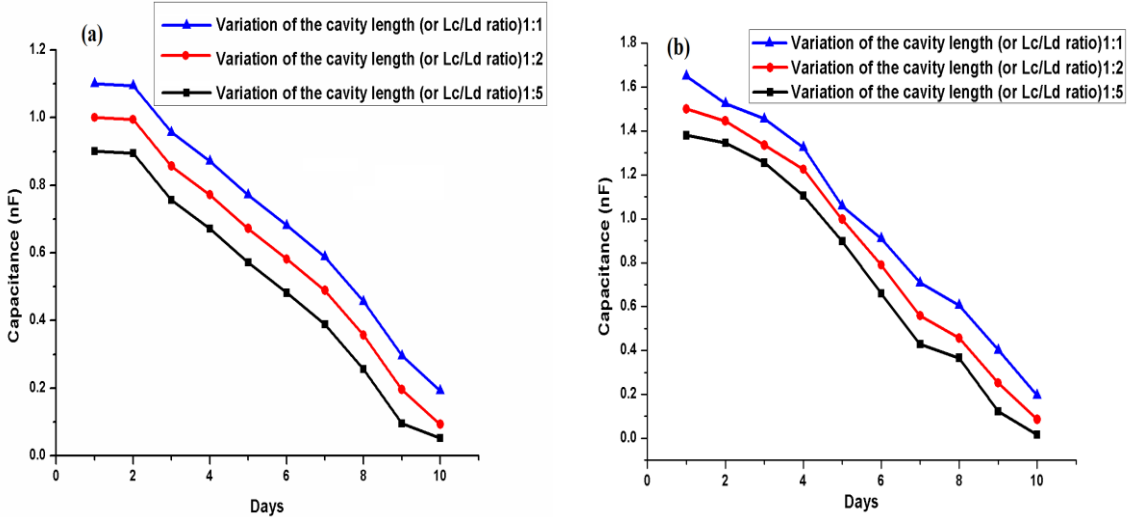 (a)
Variation of the cavity length (or Lc/Ld ratio)1:1
Variation of the cavity length (or Lc/Ld ratio)1:2
Variation of the cavity length (or Lc/Ld ratio)1:5
1.2
1.0
0.8
0.6
0.4
0.2
0.0
Capacitance (nF)
0 2 4 6 8 10
Days
(b)
Variation of the cavity length (or Lc/Ld ratio)1:1
Variation of the cavity length (or Lc/Ld ratio)1:2
Variation of the cavity length (or Lc/Ld ratio)1:5
1.8
1.6
1.4
1.2
1.0
0.8
0.6
0.4
0.2
0.0
Capacitance (nF)
0 2 4 6 8 10
Days